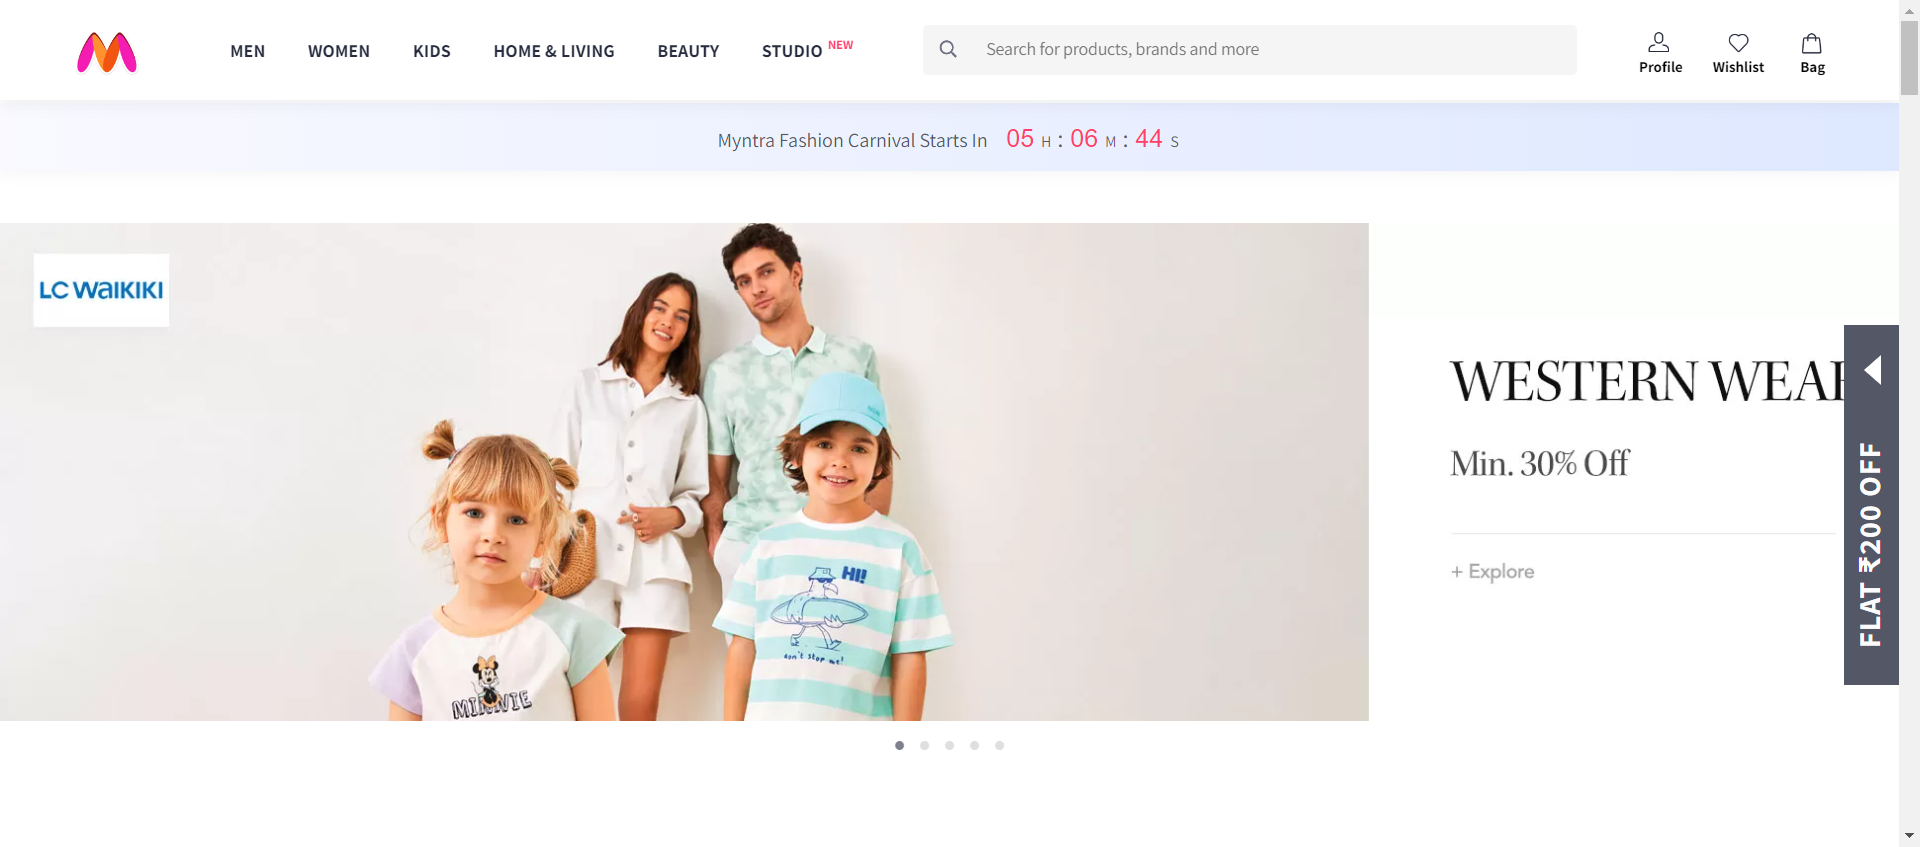 MEN
WOMEN
KIDS
HOME & LIVING
BEAUTY
STUDIO NEW
Search for products, brands and more
Profile
Wishlist
Bag
Myntra Fashion Carnival Starts In 05 H : 06 M : 44 S
LC WAIKIKI
HI!
don't stop me!
MINNIE
WESTERN WEAR
Min. 30% Off
+ Explore
FLAT ₹200 OFF